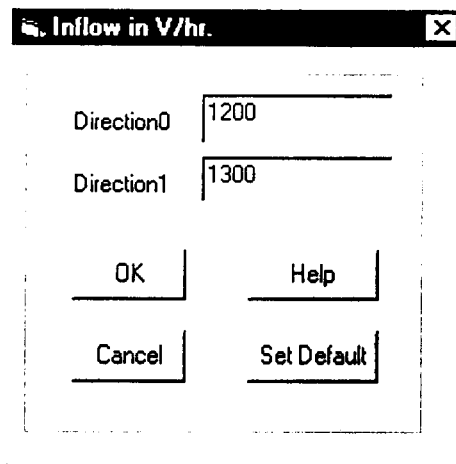 Inflow in V/hr.
Direction0 1200
Direction1 1300
OK Help
Cancel Set Default